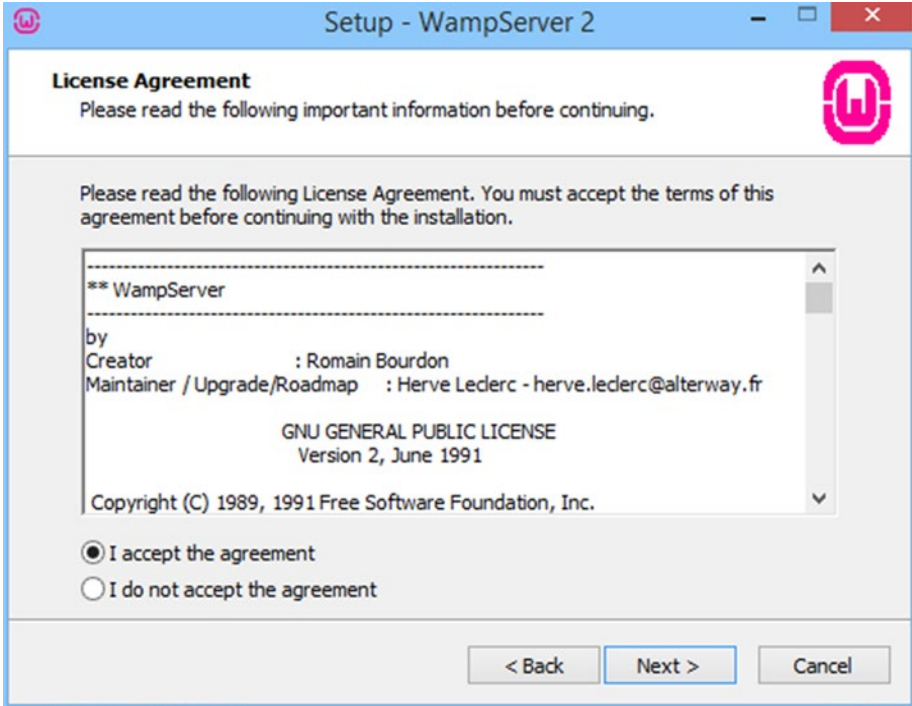 Setup - WampServer 2
License Agreement
Please read the following important information before continuing.
Please read the following License Agreement. You must accept the terms of this
agreement before continuing with the installation.
------------------------------------------------------------
** WampServer
------------------------------------------------------------
by
Creator : Romain Bourdon
Maintainer / Upgrade/Roadmap : Herve Leclerc - herve.leclerc@alterway.fr
GNU GENERAL PUBLIC LICENSE
Version 2, June 1991
Copyright (C) 1989, 1991 Free Software Foundation, Inc.
I accept the agreement
I do not accept the agreement
< Back Next > Cancel